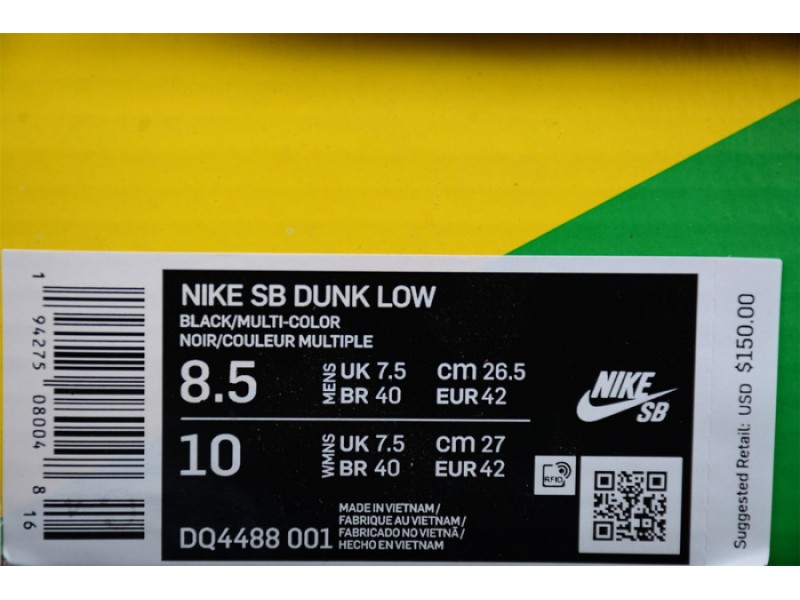 NIKE SB DUNK LOW
BLACK/MULTI-COLOR
NOIR/COULEUR MULTIPLE
8.5 MENS UK 7.5 cm 26.5
BR 40 EUR 42
10 WMNS UK 7.5 cm 27
BR 40 EUR 42
DQ4488 001
MADE IN VIETNAM /
FABRIQUE AU VIETNAM /
FABRICADO NO VIETNÃ /
HECHO EN VIETNAM
NIKE
SB
RFID
1 94275 08004 8 16
Suggested Retail: USD $150.00